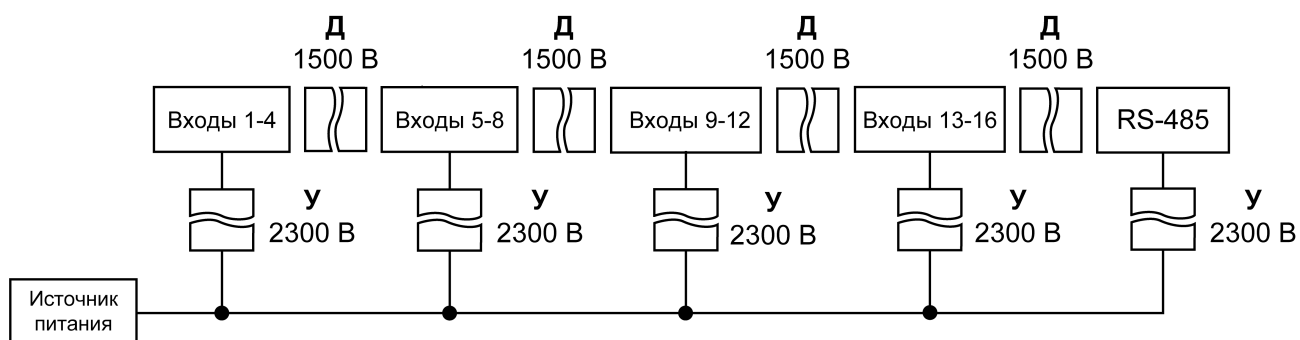 Д
1500 В
Д
1500 В
Д
1500 В
Д
1500 В
Входы 1-4
Входы 5-8
Входы 9-12
Входы 13-16
RS-485
У
2300 В
У
2300 В
У
2300 В
У
2300 В
У
2300 В
Источник
питания